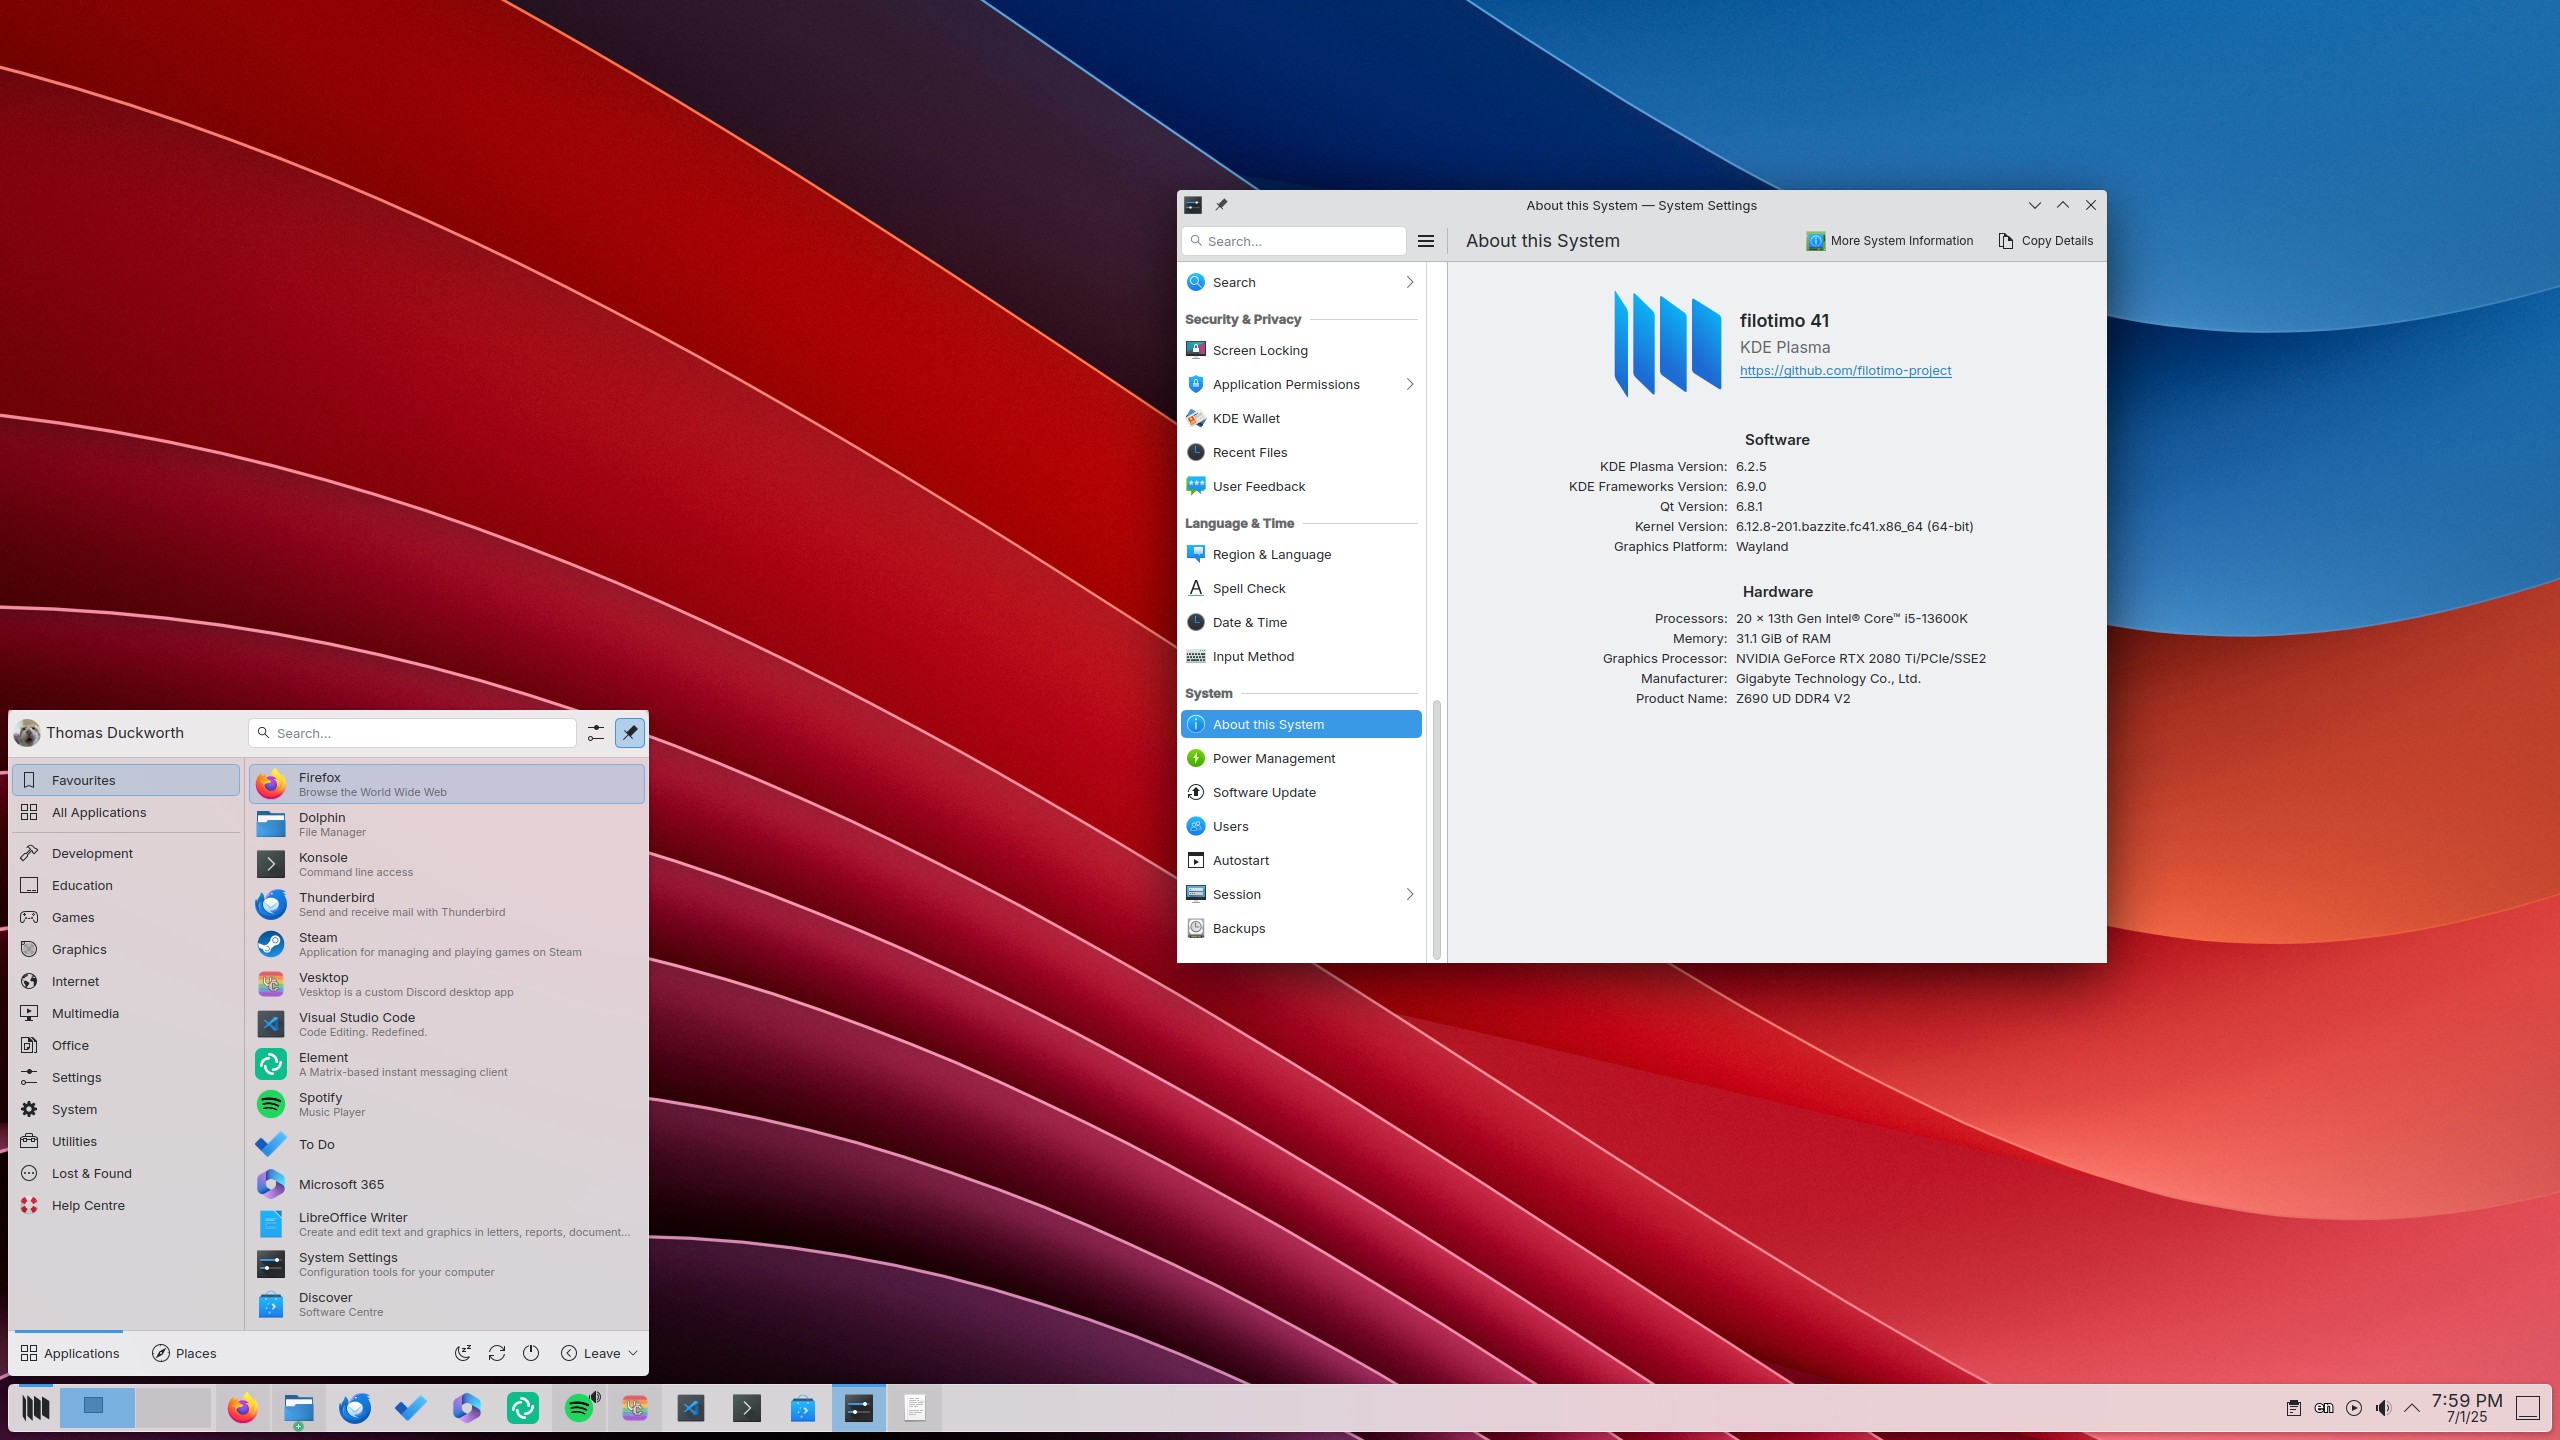 About this System — System Settings
Search...
About this System
More System Information
Copy Details
Search
Security & Privacy
Screen Locking
Application Permissions
KDE Wallet
Recent Files
User Feedback
Language & Time
Region & Language
Spell Check
Date & Time
Input Method
System
About this System
Power Management
Software Update
Users
Autostart
Session
Backups
filotimo 41
KDE Plasma
https://github.com/filotimo-project
Software
KDE Plasma Version: 6.2.5
KDE Frameworks Version: 6.9.0
Qt Version: 6.8.1
Kernel Version: 6.12.8-201.bazzite.fc41.x86_64 (64-bit)
Graphics Platform: Wayland
Hardware
Processors: 20 × 13th Gen Intel® Core™ i5-13600K
Memory: 31.1 GiB of RAM
Graphics Processor: NVIDIA GeForce RTX 2080 Ti/PCIe/SSE2
Manufacturer: Gigabyte Technology Co., Ltd.
Product Name: Z690 UD DDR4 V2
Thomas Duckworth
Search...
Favourites
All Applications
Development
Education
Games
Graphics
Internet
Multimedia
Office
Settings
System
Utilities
Lost & Found
Help Centre
Firefox
Browse the World Wide Web
Dolphin
File Manager
Konsole
Command line access
Thunderbird
Send and receive mail with Thunderbird
Steam
Application for managing and playing games on Steam
Vesktop
Vesktop is a custom Discord desktop app
Visual Studio Code
Code Editing. Redefined.
Element
A Matrix-based instant messaging client
Spotify
Music Player
To Do
Microsoft 365
LibreOffice Writer
Create and edit text and graphics in letters, reports, document...
System Settings
Configuration tools for your computer
Discover
Software Centre
Applications
Places
Leave
en
7:59 PM
7/1/25